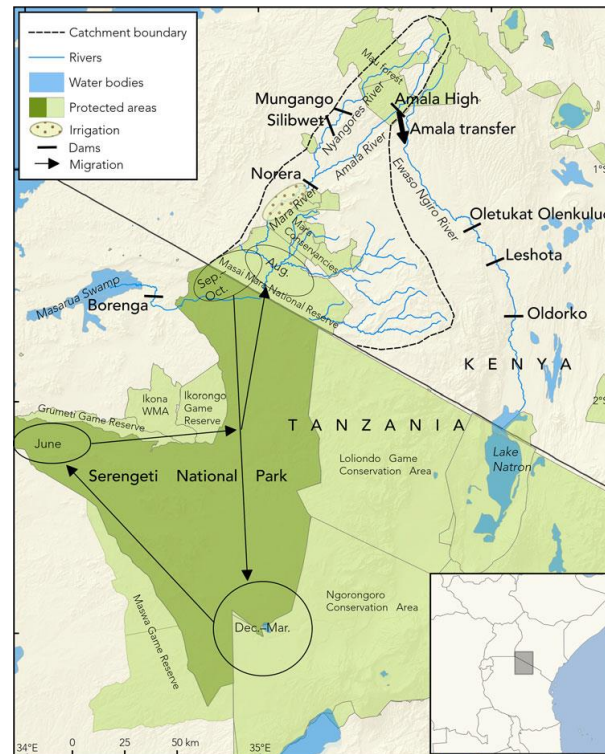 Catchment boundary
Rivers
Water bodies
Protected areas
Irrigation
Dams
Migration
Mau forest
Mungango
Silibwet
Nyangores River
Amala High
Amala transfer
Amala River
Norera
Mara River
Ewaso Ngiro River
1°S
Oletukat Olenkuluo
Mara
Conservancies
Leshota
Masai Mara National Reserve
Aug.
Sep.–
Oct.
Masarua Swamp
Borenga
Oldorko
KENYA
2°S
Ikona
WMA
Ikorongo
Game
Reserve
Grumeti Game Reserve
TANZANIA
June
Serengeti National Park
Loliondo Game
Conservation Area
Lake
Natron
Maswa Game Reserve
Ngorongoro
Conservation Area
Dec.–Mar.
34°E
0 25 50 km
35°E